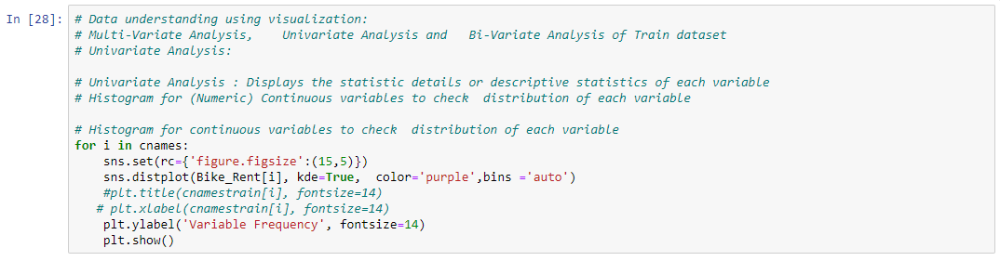 In [28]: # Data understanding using visualization:
# Multi-Variate Analysis,    Univariate Analysis and   Bi-Variate Analysis of Train dataset
# Univariate Analysis:

# Univariate Analysis : Displays the statistic details or descriptive statistics of each variable
# Histogram for (Numeric) Continuous variables to check  distribution of each variable

# Histogram for continuous variables to check  distribution of each variable
for i in cnames:
    sns.set(rc={'figure.figsize':(15,5)})
    sns.distplot(Bike_Rent[i], kde=True,  color='purple',bins ='auto')
    #plt.title(cnamestrain[i], fontsize=14)
   # plt.xlabel(cnamestrain[i], fontsize=14)
    plt.ylabel('Variable Frequency', fontsize=14)
    plt.show()